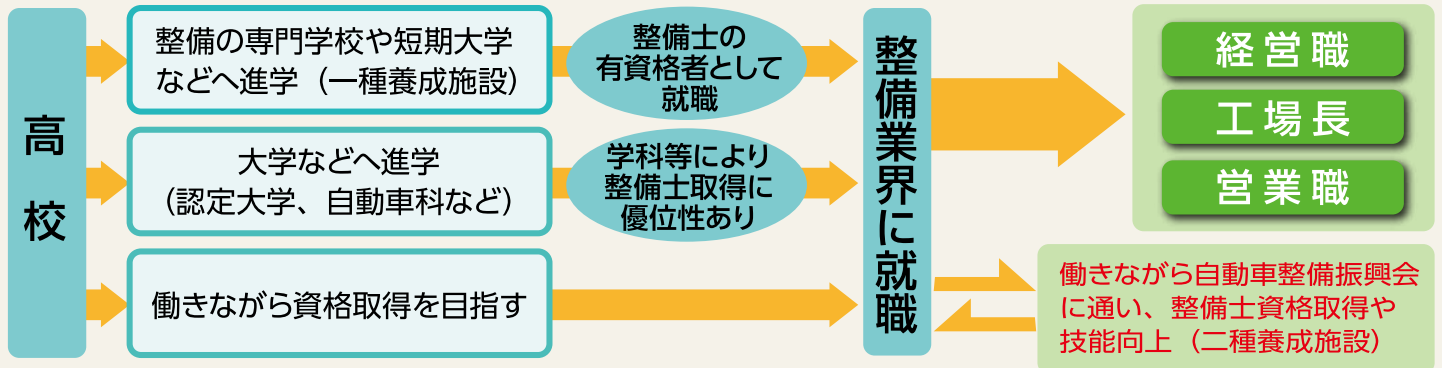 高校
整備の専門学校や短期大学
などへ進学（一種養成施設）
整備士の
有資格者として
就職
大学などへ進学
（認定大学、自動車科など）
学科等により
整備士取得に
優位性あり
働きながら資格取得を目指す
整備業界に就職
経営職
工場長
営業職
働きながら自動車整備振興会
に通い、整備士資格取得や
技能向上（二種養成施設）